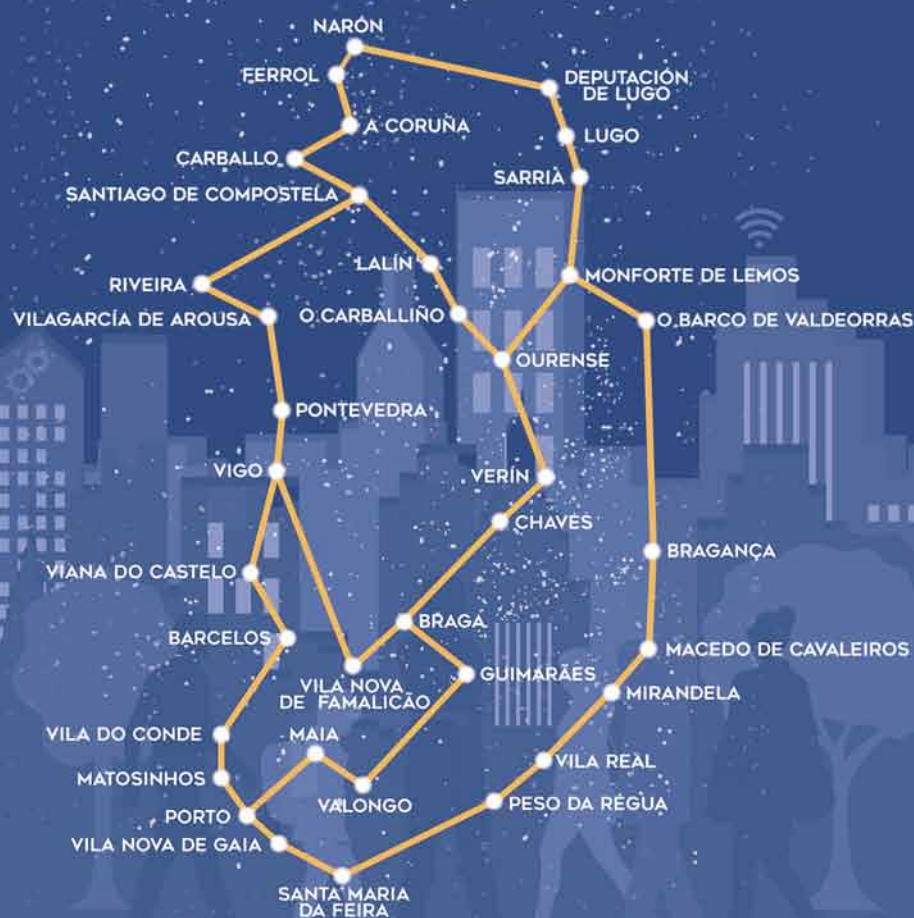 NARÓN
FERROL
DEPUTACIÓN
DE LUGO
A CORUÑA
LUGO
CARBALLO
SARRIA
SANTIAGO DE COMPOSTELA
LALÍN
MONFORTE DE LEMOS
RIVEIRA
VILAGARCÍA DE AROUSA
O CARBALLIÑO
O BARCO DE VALDEORRAS
OURENSE
PONTEVEDRA
VIGO
VERÍN
CHAVES
BRAGANÇA
VIANA DO CASTELO
BRAGA
BARCELOS
MACEDO DE CAVALEIROS
GUIMARÃES
VILA NOVA
DE FAMALICÃO
MIRANDELA
VILA DO CONDE
MAIA
VILA REAL
MATOSINHOS
VALONGO
PESO DA RÉGUA
PORTO
VILA NOVA DE GAIA
SANTA MARIA
DA FEIRA